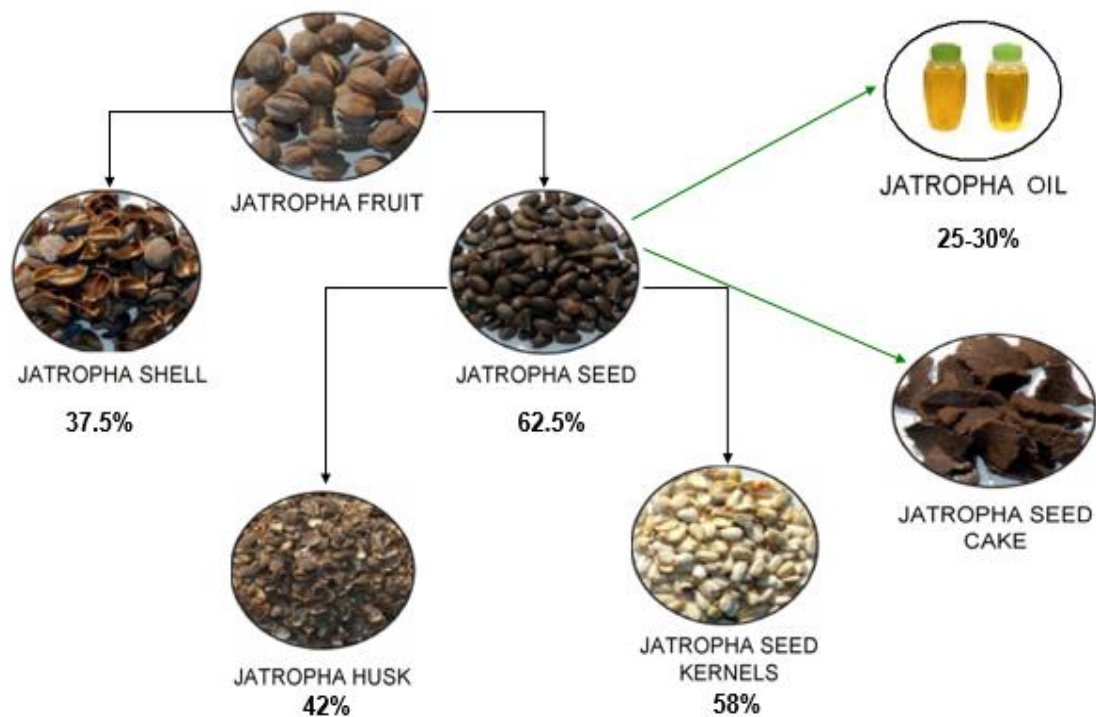 JATROPHA FRUIT
JATROPHA OIL
25-30%
JATROPHA SHELL
37.5%
JATROPHA SEED
62.5%
JATROPHA SEED
CAKE
JATROPHA HUSK
42%
JATROPHA SEED
KERNELS
58%